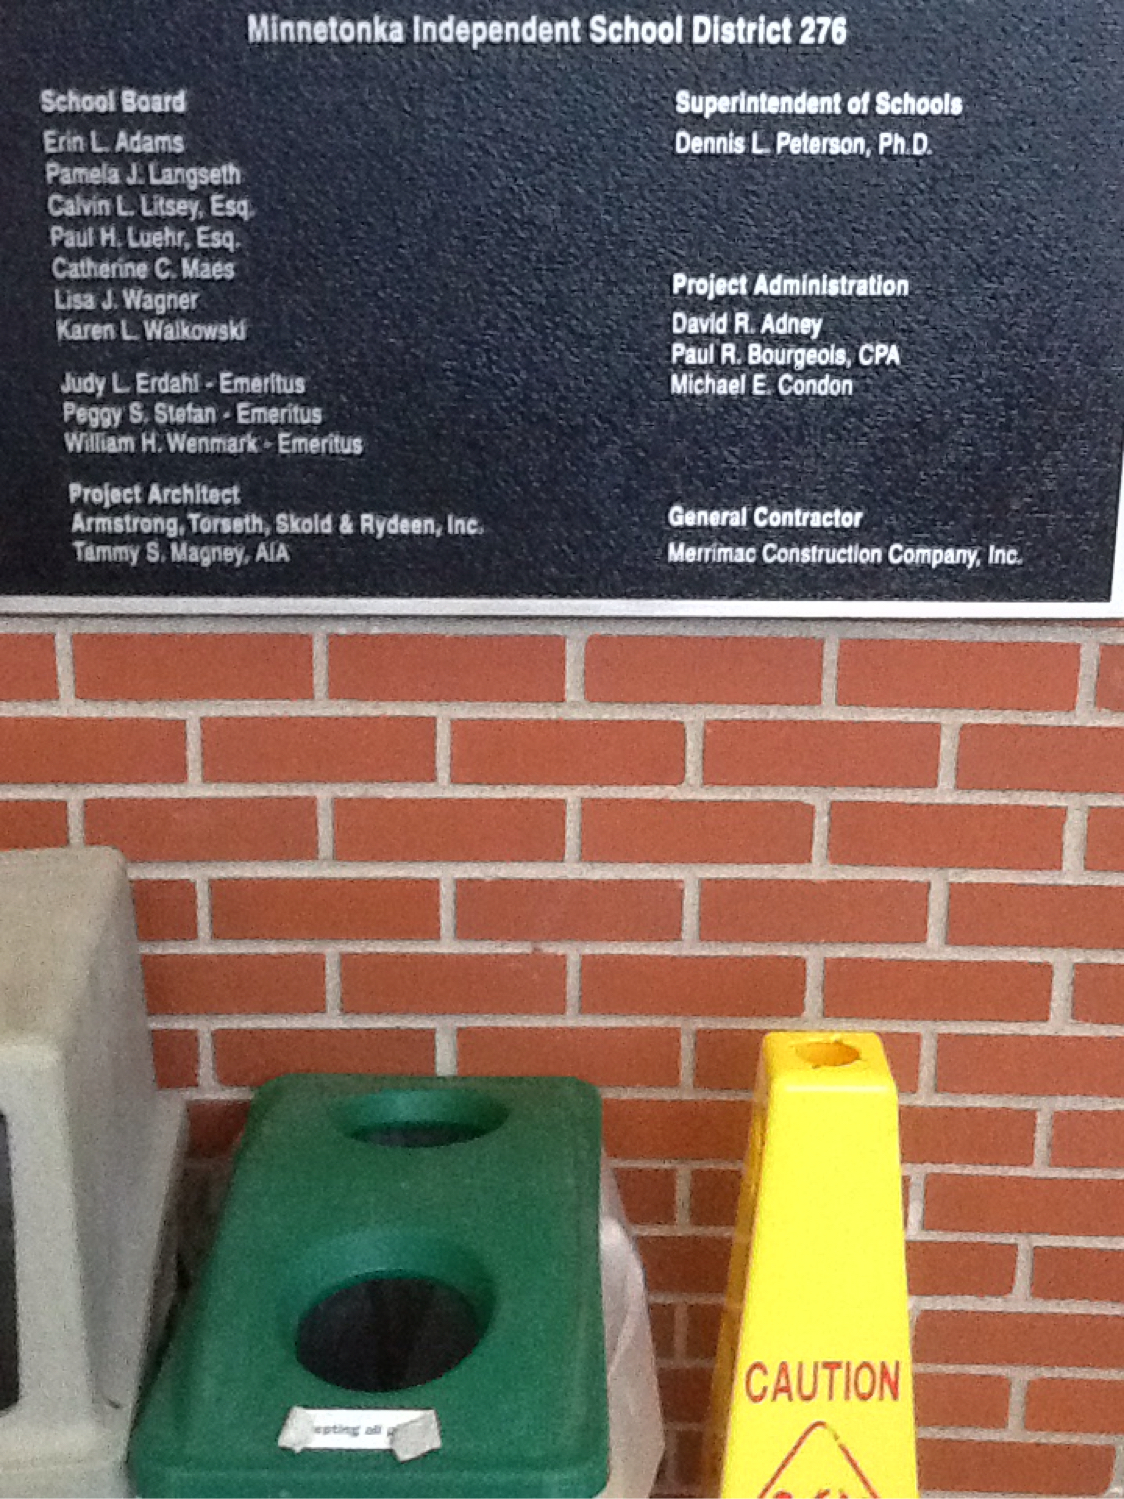 Minnetonka Independent School District 276
School Board
Erin L. Adams
Pamela J. Langseth
Calvin L. Litsey, Esq.
Paul H. Luehr, Esq.
Catherine C. Maes
Lisa J. Wagner
Karen L. Walkowski
Judy L. Erdahl - Emeritus
Peggy S. Stefan - Emeritus
William H. Wenmark - Emeritus
Project Architect
Armstrong, Torseth, Skold & Rydeen, Inc.
Tammy S. Magney, AIA
Superintendent of Schools
Dennis L. Peterson, Ph.D.
Project Administration
David R. Adney
Paul R. Bourgeois, CPA
Michael E. Condon
General Contractor
Merrimac Construction Company, Inc.
all
CAUTION